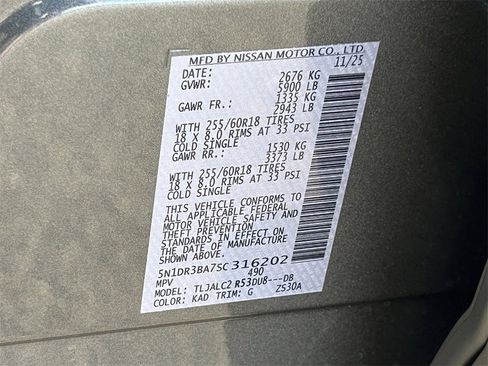 MFD BY NISSAN MOTOR CO., LTD.
DATE: 11/25
GVWR: 2676 KG
5900 LB
GAWR FR.: 1335 KG
2943 LB
WITH 255/60R18 TIRES
18 X 8.0 RIMS AT 33 PSI
COLD SINGLE
GAWR RR.: 1530 KG
3373 LB
WITH 255/60R18 TIRES
18 X 8.0 RIMS AT 33 PSI
COLD SINGLE
THIS VEHICLE CONFORMS TO
ALL APPLICABLE FEDERAL
MOTOR VEHICLE SAFETY AND
THEFT PREVENTION
STANDARDS IN EFFECT ON
THE DATE OF MANUFACTURE
SHOWN ABOVE.
5N1DR3BA7SC316202
MPV 490
MODEL: TLJALC2 R53DU8---DB
COLOR: KAD TRIM: G ZS30A